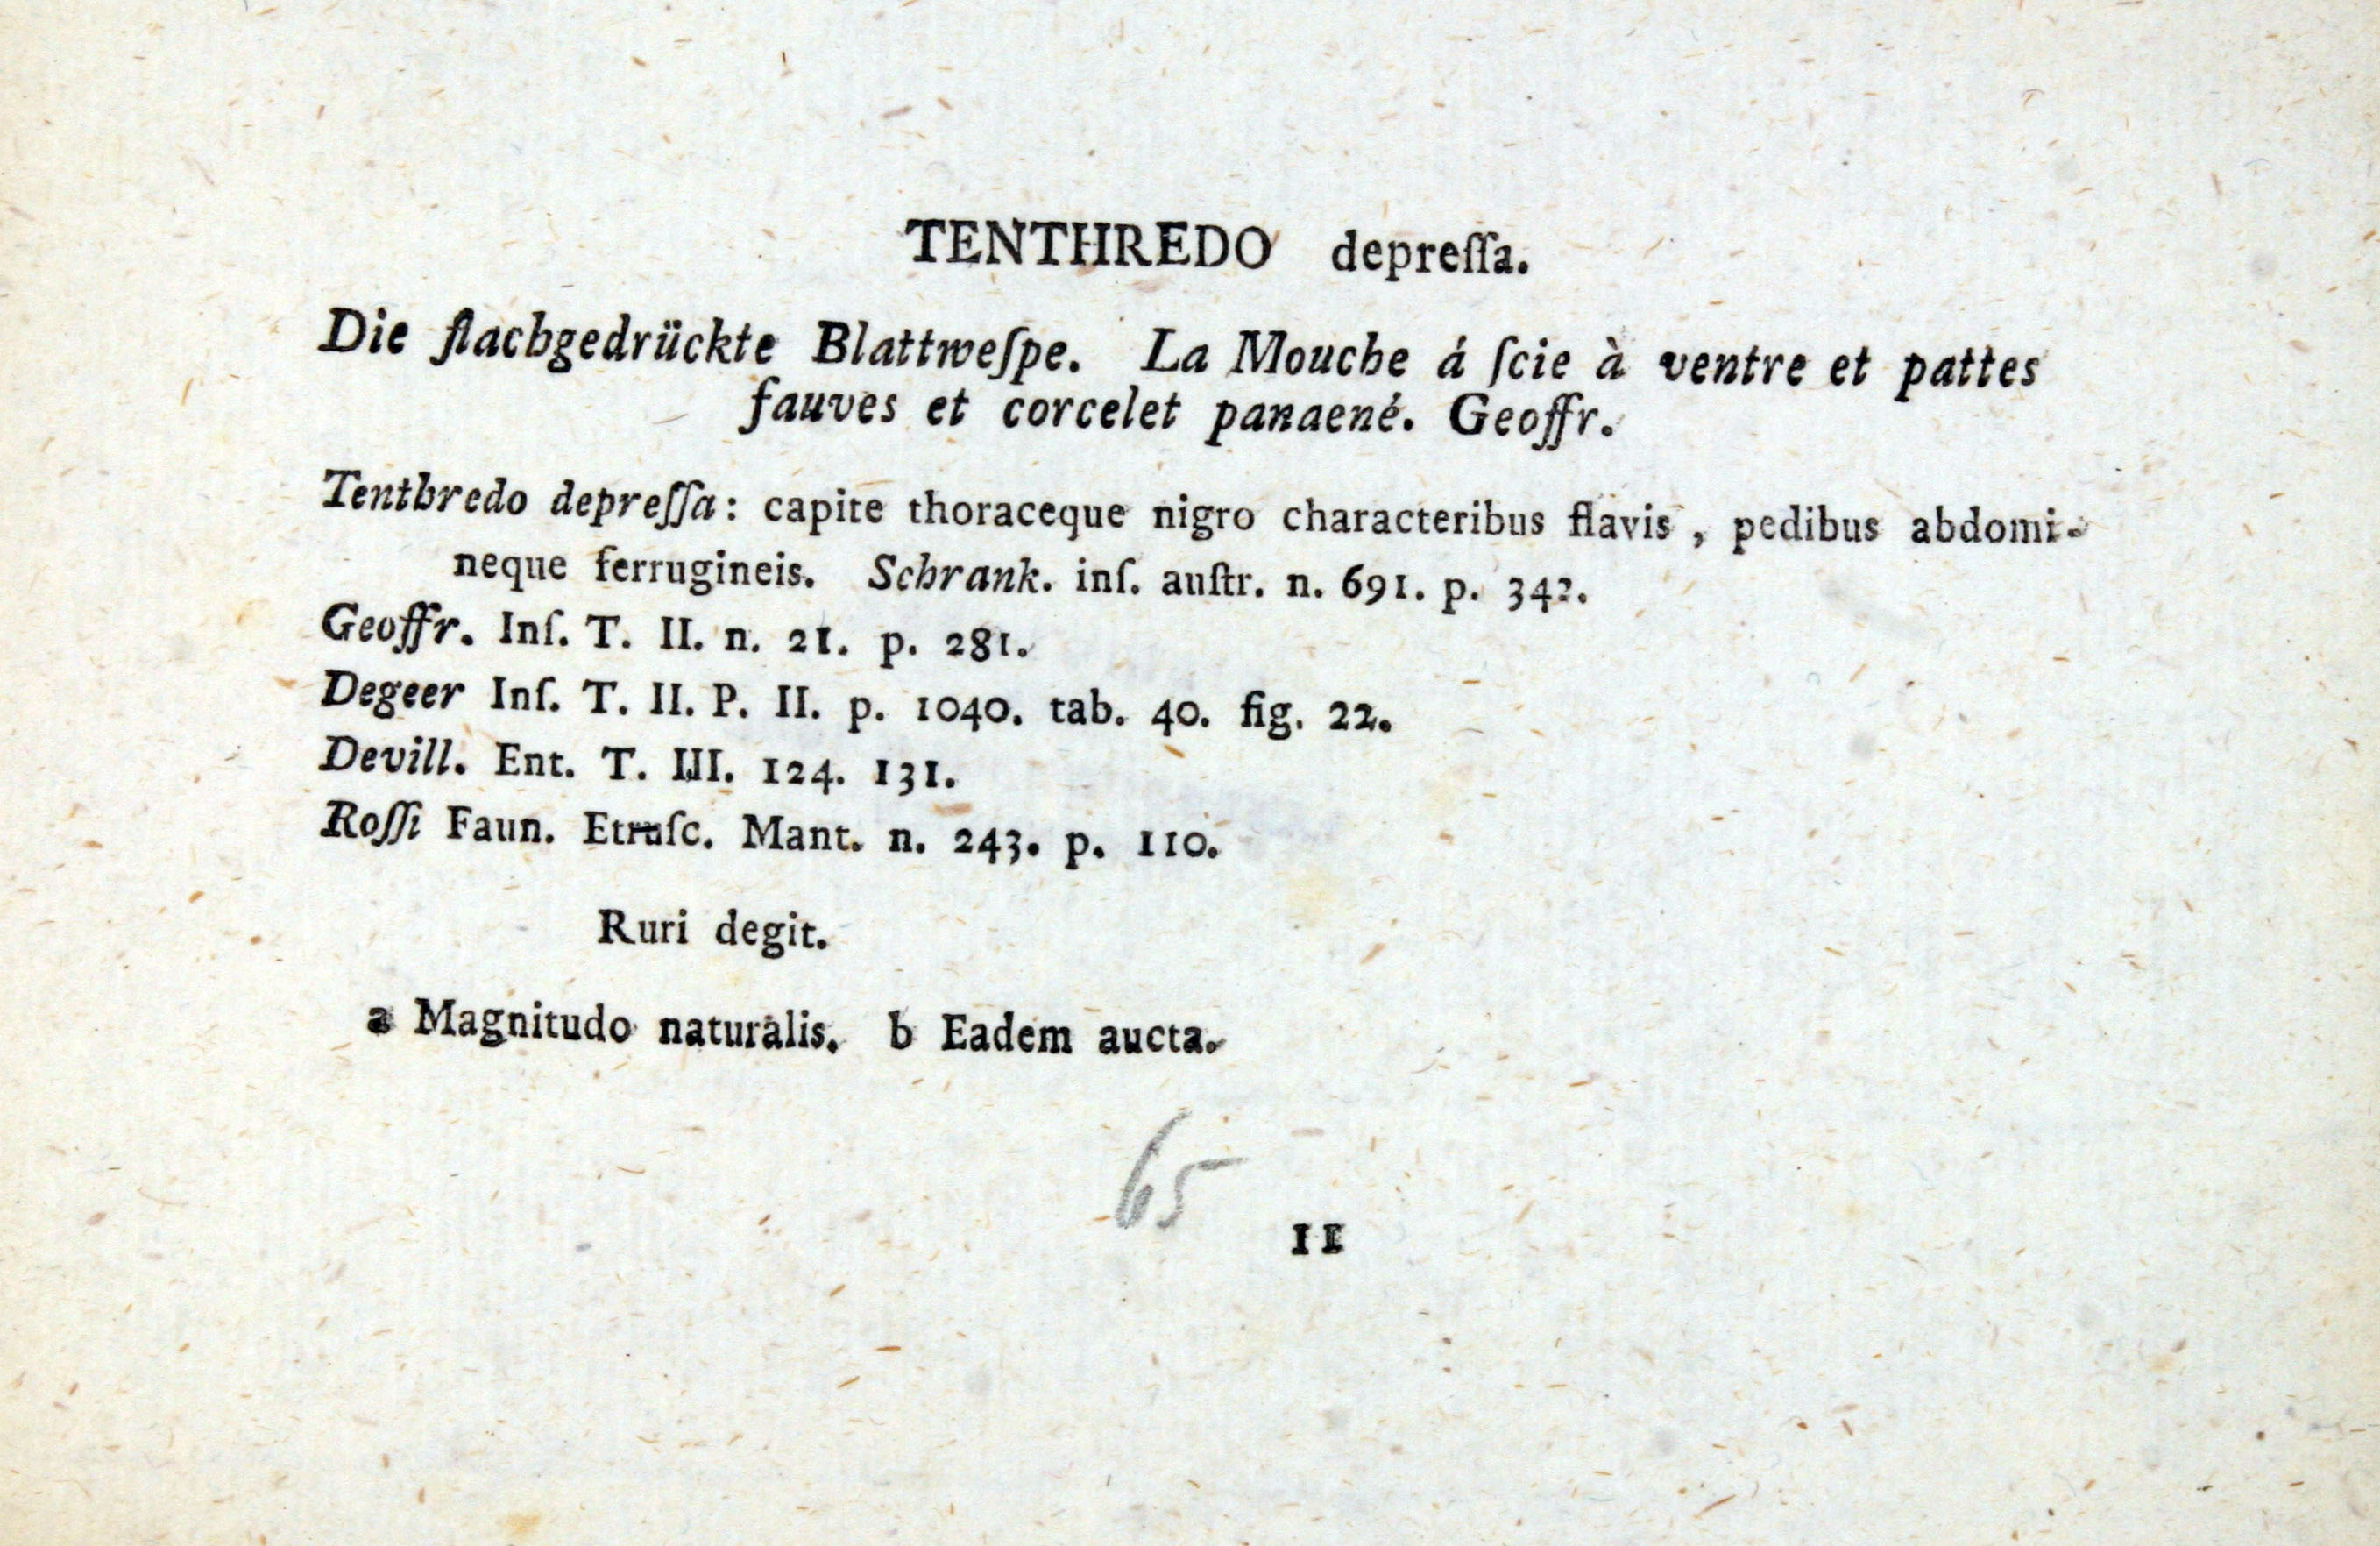 TENTHREDO depreſſa.
Die flachgedrückte Blattweſpe. La Mouche á ſcie à ventre et pattes
fauves et corcelet panaené. Geoffr.
Tenthredo depreſſa: capite thoraceque nigro characteribus flavis, pedibus abdomi-
neque ferrugineis. Schrank. inſ. auſtr. n. 691. p. 342.
Geoffr. Inſ. T. II. n. 21. p. 281.
Degeer Inſ. T. II. P. II. p. 1040. tab. 40. fig. 22.
Devill. Ent. T. III. 124. 131.
Roſſi Faun. Etruſc. Mant. n. 243. p. 110.
Ruri degit.
a Magnitudo naturalis. b Eadem aucta.
65
11